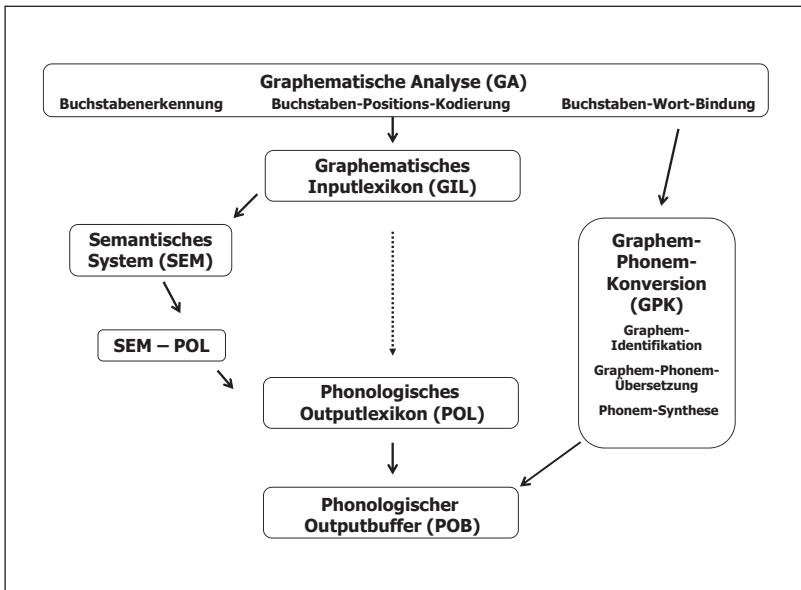 Graphematische Analyse (GA)
Buchstabenerkennung Buchstaben-Positions-Kodierung Buchstaben-Wort-Bindung
Graphematisches
Inputlexikon (GIL)
Semantisches
System (SEM)
SEM – POL
Phonologisches
Outputlexikon (POL)
Phonologischer
Outputbuffer (POB)
Graphem-
Phonem-
Konversion
(GPK)
Graphem-
Identifikation
Graphem-Phonem-
Übersetzung
Phonem-Synthese